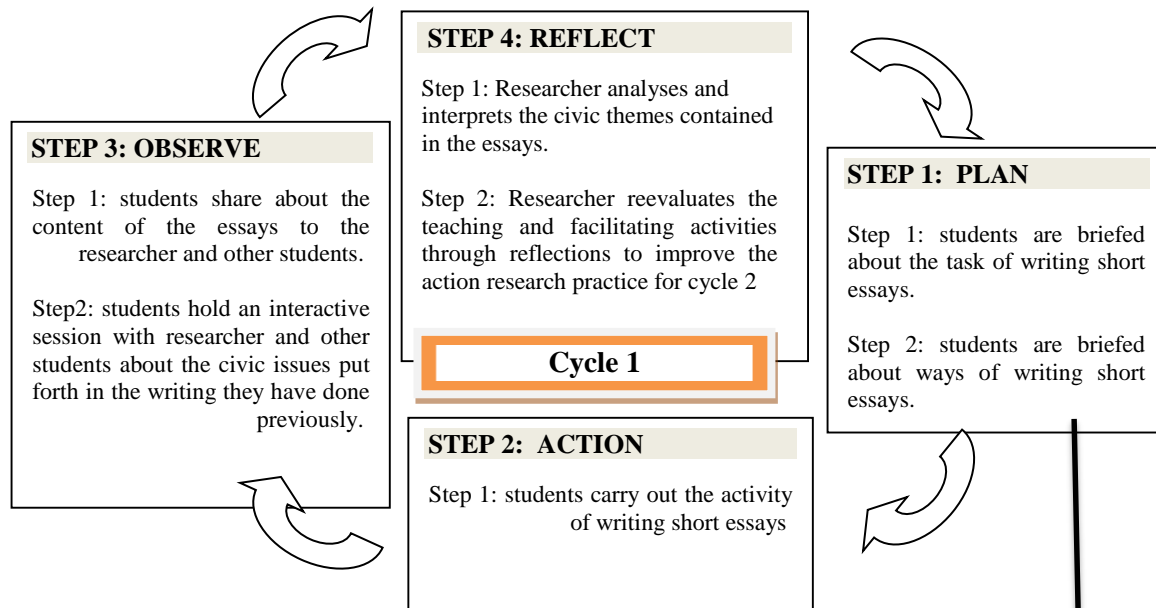 STEP 4: REFLECT
Step 1: Researcher analyses and
interprets the civic themes contained
in the essays.
Step 2: Researcher reevaluates the
teaching and facilitating activities
through reflections to improve the
action research practice for cycle 2
STEP 3: OBSERVE
Step 1: students share about the
content of the essays to the
researcher and other students.
Step2: students hold an interactive
session with researcher and other
students about the civic issues put
forth in the writing they have done
previously.
STEP 1: PLAN
Step 1: students are briefed
about the task of writing short
essays.
Step 2: students are briefed
about ways of writing short
essays.
Cycle 1
STEP 2: ACTION
Step 1: students carry out the activity
of writing short essays